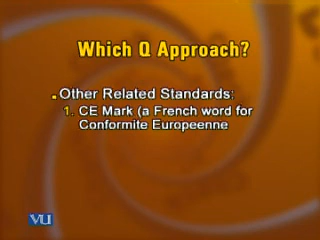 Which Q Approach?
Other Related Standards:
1. CE Mark (a French word for
Conformite Europeenne
VU